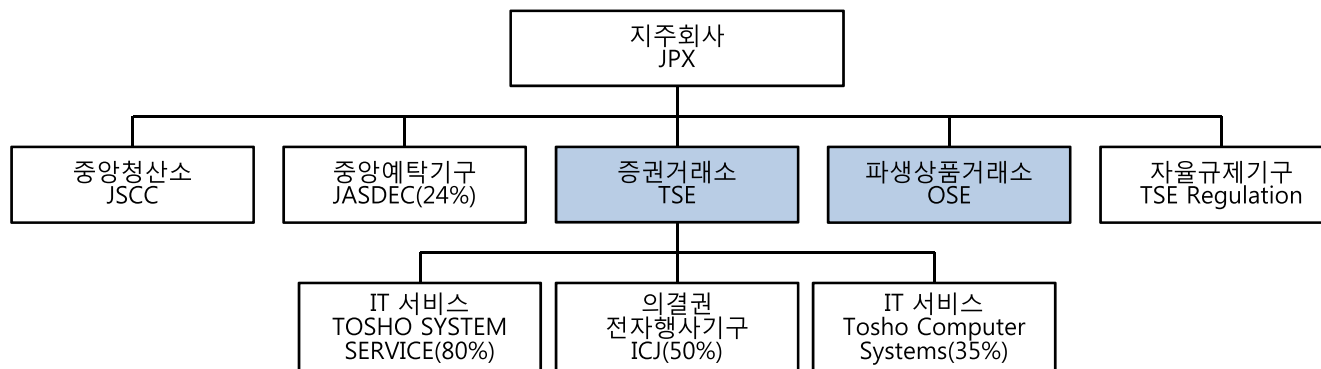 지주회사
JPX
중앙청산소
JSCC
중앙예탁기구
JASDEC(24%)
증권거래소
TSE
파생상품거래소
OSE
자율규제기구
TSE Regulation
IT 서비스
TOSHO SYSTEM
SERVICE(80%)
의결권
전자행사기구
ICJ(50%)
IT 서비스
Tosho Computer
Systems(35%)